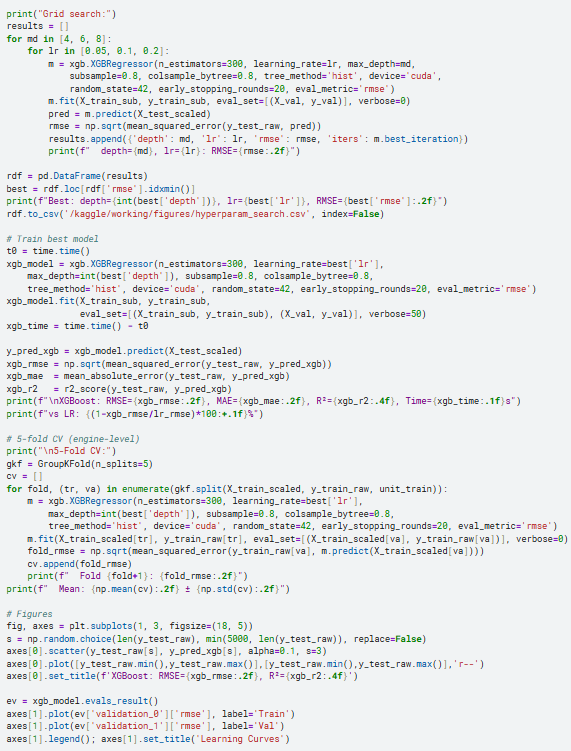 print("Grid search:")
results = []
for md in [4, 6, 8]:
    for lr in [0.05, 0.1, 0.2]:
        m = xgb.XGBRegressor(n_estimators=300, learning_rate=lr, max_depth=md,
            subsample=0.8, colsample_bytree=0.8, tree_method='hist', device='cuda',
            random_state=42, early_stopping_rounds=20, eval_metric='rmse')
        m.fit(X_train_sub, y_train_sub, eval_set=[(X_val, y_val)], verbose=0)
        pred = m.predict(X_test_scaled)
        rmse = np.sqrt(mean_squared_error(y_test_raw, pred))
        results.append({'depth': md, 'lr': lr, 'rmse': rmse, 'iters': m.best_iteration})
        print(f"  depth={md}, lr={lr}: RMSE={rmse:.2f}")

rdf = pd.DataFrame(results)
best = rdf.loc[rdf['rmse'].idxmin()]
print(f"Best: depth={int(best['depth'])}, lr={best['lr']}, RMSE={best['rmse']:.2f}")
rdf.to_csv('/kaggle/working/figures/hyperparam_search.csv', index=False)

# Train best model
t0 = time.time()
xgb_model = xgb.XGBRegressor(n_estimators=300, learning_rate=best['lr'],
    max_depth=int(best['depth']), subsample=0.8, colsample_bytree=0.8,
    tree_method='hist', device='cuda', random_state=42, early_stopping_rounds=20, eval_metric='rmse')
xgb_model.fit(X_train_sub, y_train_sub,
              eval_set=[(X_train_sub, y_train_sub), (X_val, y_val)], verbose=50)
xgb_time = time.time() - t0

y_pred_xgb = xgb_model.predict(X_test_scaled)
xgb_rmse = np.sqrt(mean_squared_error(y_test_raw, y_pred_xgb))
xgb_mae  = mean_absolute_error(y_test_raw, y_pred_xgb)
xgb_r2   = r2_score(y_test_raw, y_pred_xgb)
print(f"\nXGBoost: RMSE={xgb_rmse:.2f}, MAE={xgb_mae:.2f}, R²={xgb_r2:.4f}, Time={xgb_time:.1f}s")
print(f"vs LR: {(1-xgb_rmse/lr_rmse)*100:+.1f}%")

# 5-fold CV (engine-level)
print("\n5-Fold CV:")
gkf = GroupKFold(n_splits=5)
cv = []
for fold, (tr, va) in enumerate(gkf.split(X_train_scaled, y_train_raw, unit_train)):
    m = xgb.XGBRegressor(n_estimators=300, learning_rate=best['lr'],
        max_depth=int(best['depth']), subsample=0.8, colsample_bytree=0.8,
        tree_method='hist', device='cuda', random_state=42, early_stopping_rounds=20, eval_metric='rmse')
    m.fit(X_train_scaled[tr], y_train_raw[tr], eval_set=[(X_train_scaled[va], y_train_raw[va])], verbose=0)
    fold_rmse = np.sqrt(mean_squared_error(y_train_raw[va], m.predict(X_train_scaled[va])))
    cv.append(fold_rmse)
    print(f"  Fold {fold+1}: {fold_rmse:.2f}")
print(f"  Mean: {np.mean(cv):.2f} ± {np.std(cv):.2f}")

# Figures
fig, axes = plt.subplots(1, 3, figsize=(18, 5))
s = np.random.choice(len(y_test_raw), min(5000, len(y_test_raw)), replace=False)
axes[0].scatter(y_test_raw[s], y_pred_xgb[s], alpha=0.1, s=3)
axes[0].plot([y_test_raw.min(),y_test_raw.max()],[y_test_raw.min(),y_test_raw.max()],'r--')
axes[0].set_title(f'XGBoost: RMSE={xgb_rmse:.2f}, R²={xgb_r2:.4f}')

ev = xgb_model.evals_result()
axes[1].plot(ev['validation_0']['rmse'], label='Train')
axes[1].plot(ev['validation_1']['rmse'], label='Val')
axes[1].legend(); axes[1].set_title('Learning Curves')